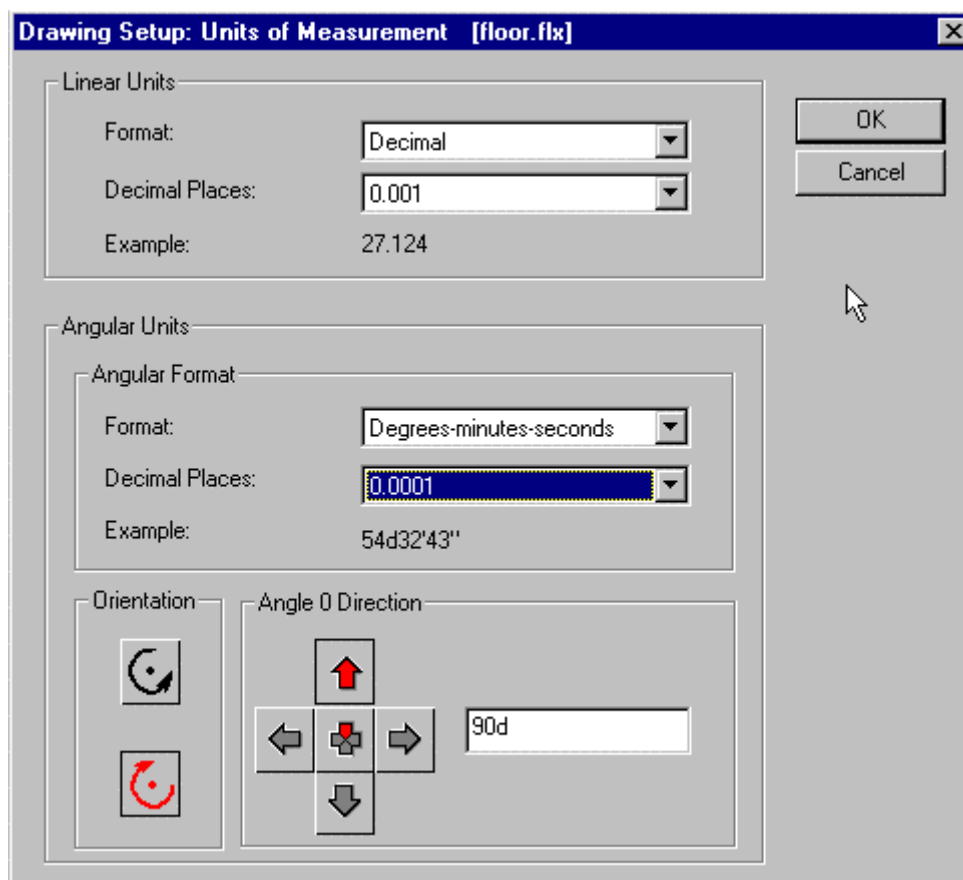 Drawing Setup: Units of Measurement [floor.flx]
Linear Units
Format: Decimal
Decimal Places: 0.001
Example: 27.124
OK
Cancel
Angular Units
Angular Format
Format: Degrees-minutes-seconds
Decimal Places: 0.0001
Example: 54d32'43"
Orientation
Angle 0 Direction
90d